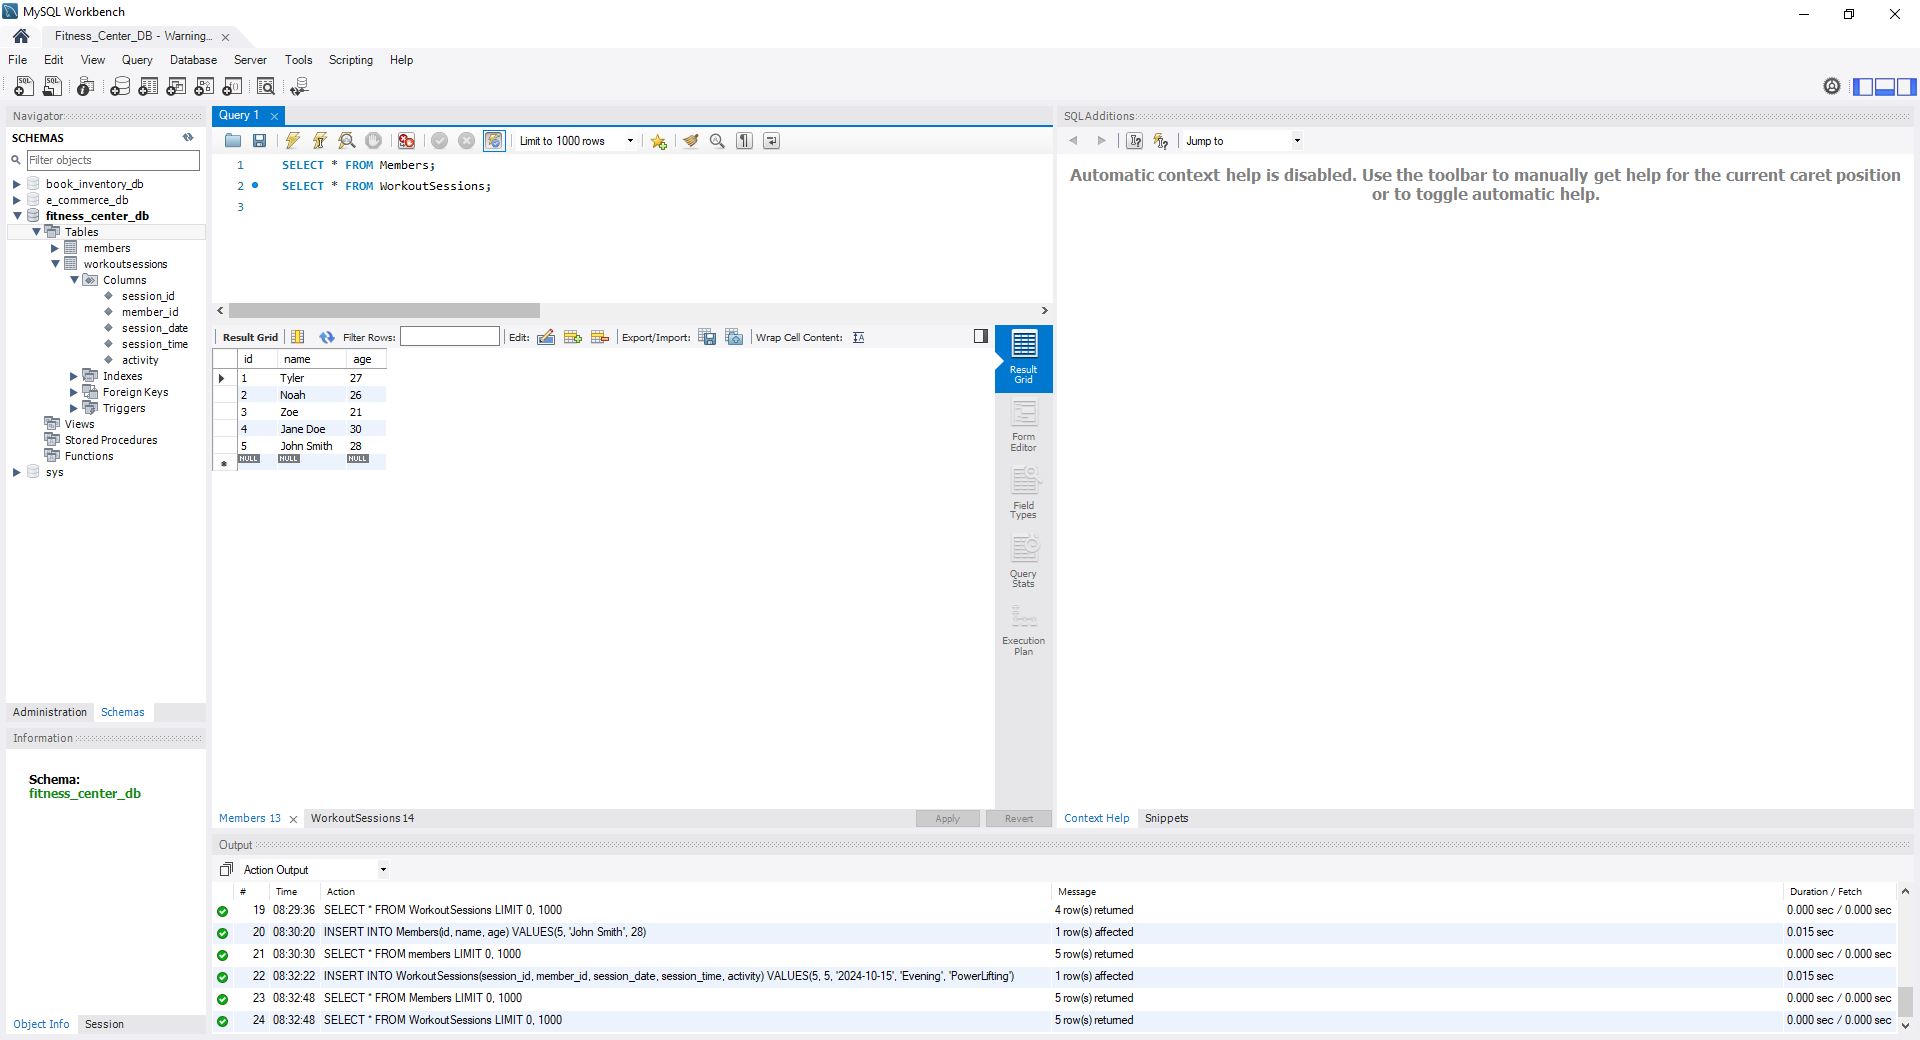 MySQL Workbench
Fitness_Center_DB - Warning...
File Edit View Query Database Server Tools Scripting Help
Navigator
SCHEMAS
Filter objects
book_inventory_db
e_commerce_db
fitness_center_db
Tables
members
workoutsessions
Columns
session_id
member_id
session_date
session_time
activity
Indexes
Foreign Keys
Triggers
Views
Stored Procedures
Functions
sys
Administration Schemas
Information
Schema:
fitness_center_db
Object Info Session
Query 1
Limit to 1000 rows
1 SELECT * FROM Members;
2 SELECT * FROM WorkoutSessions;
3
Result Grid Filter Rows: Edit: Export/Import: Wrap Cell Content:
id name age
1 Tyler 27
2 Noah 26
3 Zoe 21
4 Jane Doe 30
5 John Smith 28
NULL NULL NULL
Result
Grid
Form
Editor
Field
Types
Query
Stats
Execution
Plan
Members 13 WorkoutSessions 14 Apply Revert
SQLAdditions
Jump to
Automatic context help is disabled. Use the toolbar to manually get help for the current caret position
or to toggle automatic help.
Context Help Snippets
Output
Action Output
# Time Action Message Duration / Fetch
19 08:29:36 SELECT * FROM WorkoutSessions LIMIT 0, 1000 4 row(s) returned 0.000 sec / 0.000 sec
20 08:30:20 INSERT INTO Members(id, name, age) VALUES(5, 'John Smith', 28) 1 row(s) affected 0.015 sec
21 08:30:30 SELECT * FROM members LIMIT 0, 1000 5 row(s) returned 0.000 sec / 0.000 sec
22 08:32:22 INSERT INTO WorkoutSessions(session_id, member_id, session_date, session_time, activity) VALUES(5, 5, '2024-10-15', 'Evening', 'PowerLifting') 1 row(s) affected 0.015 sec
23 08:32:48 SELECT * FROM Members LIMIT 0, 1000 5 row(s) returned 0.000 sec / 0.000 sec
24 08:32:48 SELECT * FROM WorkoutSessions LIMIT 0, 1000 5 row(s) returned 0.000 sec / 0.000 sec